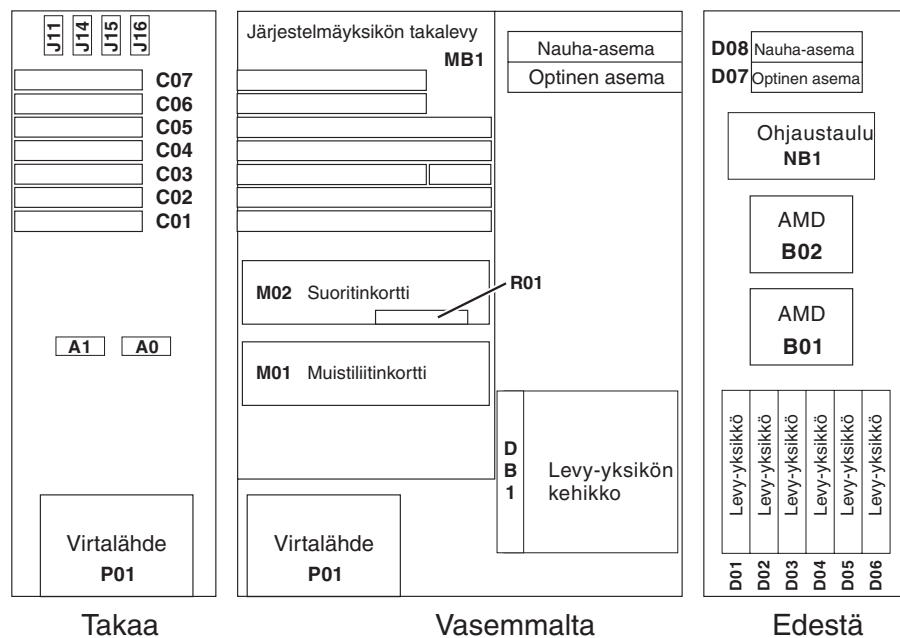 J11
J14
J15
J16
C07
C06
C05
C04
C03
C02
C01
A1
A0
Virtalähde
P01
Takaa
Järjestelmäyksikön takalevy
MB1
Nauha-asema
Optinen asema
M02 Suoritinkortti
R01
M01 Muistiliitinkortti
D
B
1
Levy-yksikön
kehikko
Virtalähde
P01
Vasemmalta
D08 Nauha-asema
D07 Optinen asema
Ohjaustaulu
NB1
AMD
B02
AMD
B01
Levy-yksikkö
Levy-yksikkö
Levy-yksikkö
Levy-yksikkö
Levy-yksikkö
Levy-yksikkö
D01
D02
D03
D04
D05
D06
Edestä